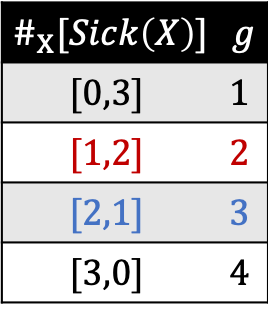 #X[Sick(X)] g
[0,3] 1
[1,2] 2
[2,1] 3
[3,0] 4